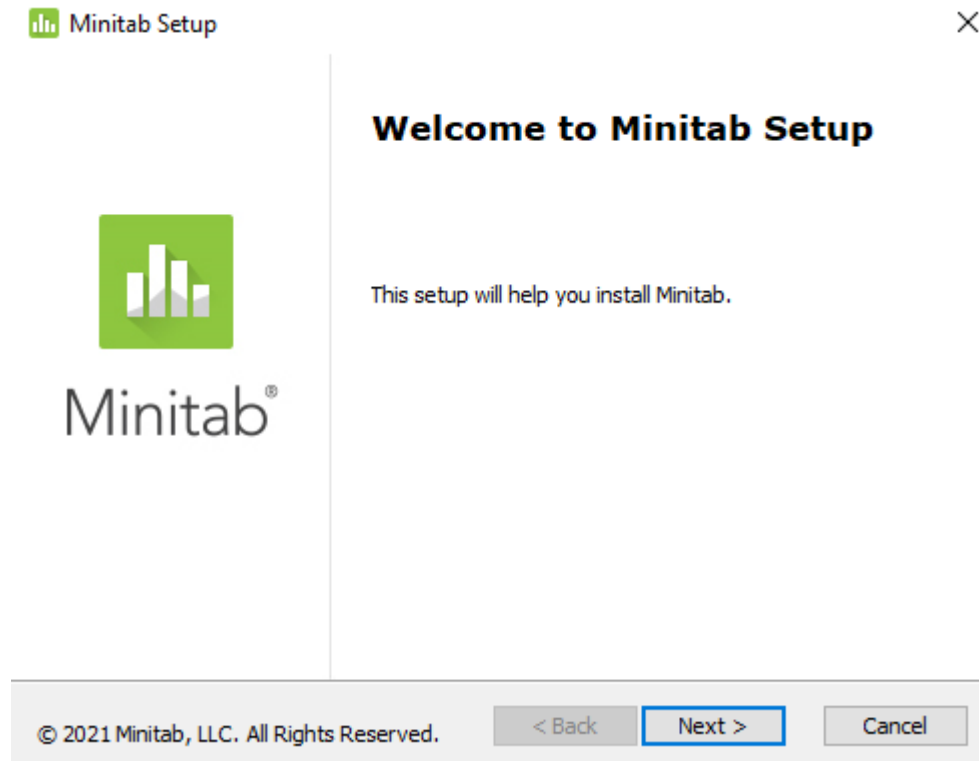 Minitab Setup
Welcome to Minitab Setup
This setup will help you install Minitab.
Minitab®
© 2021 Minitab, LLC. All Rights Reserved.
< Back
Next >
Cancel